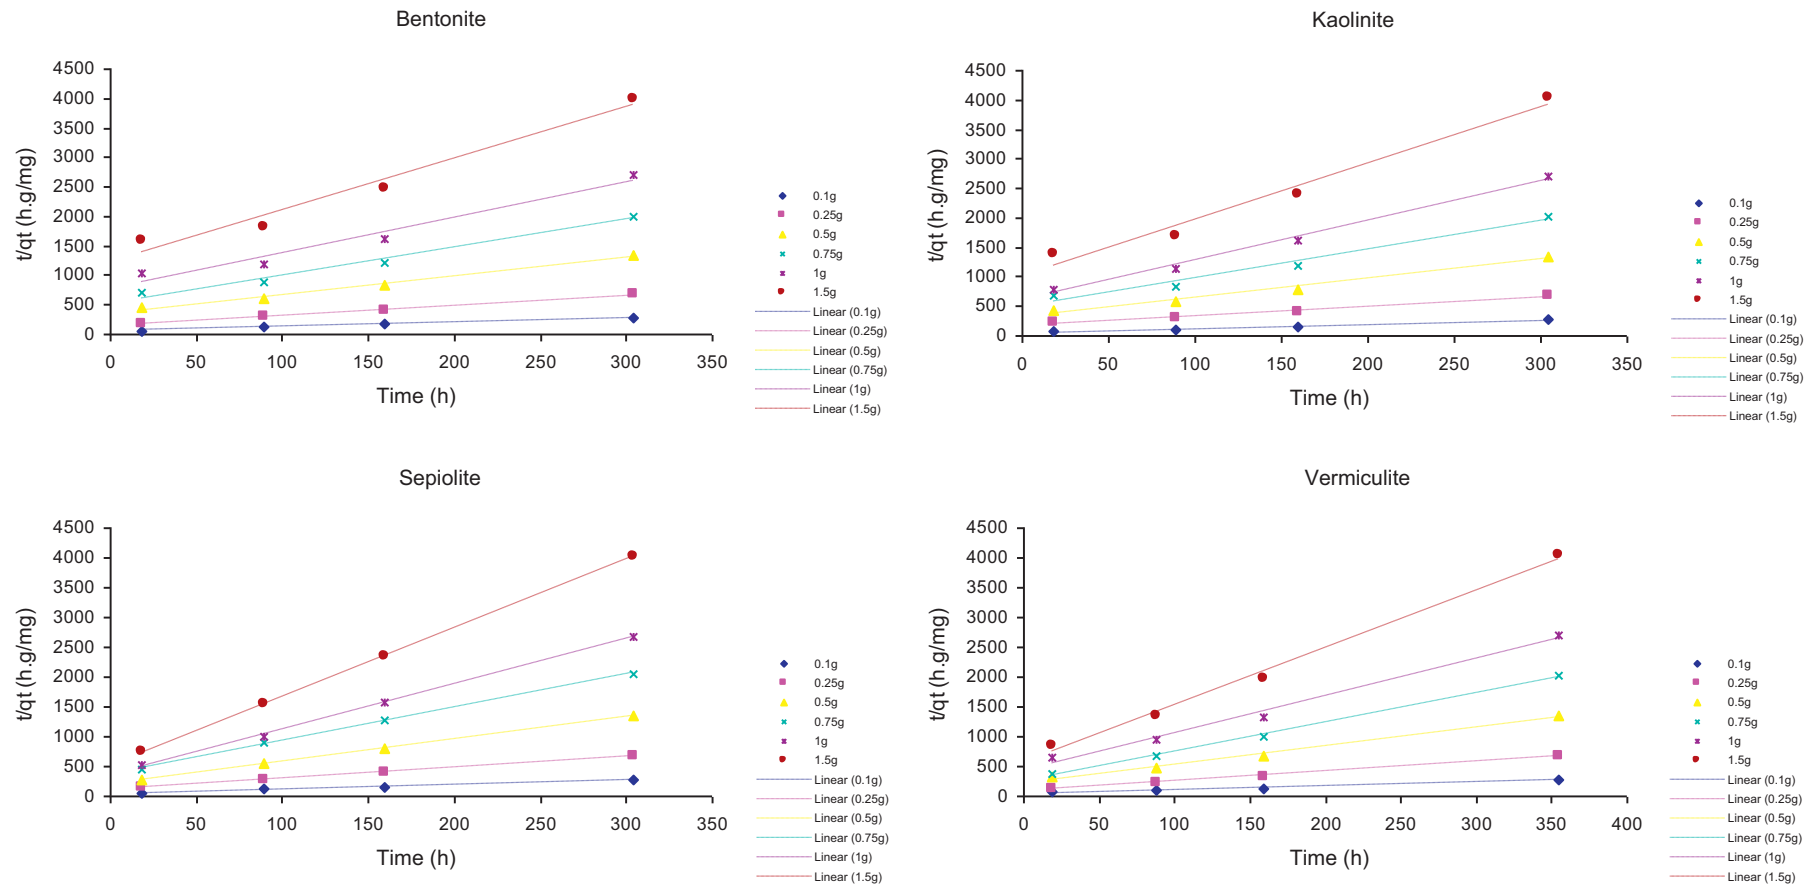 Bentonite
4500
4000
3500
3000
2500
2000
1500
1000
500
0
t/qt (h.g/mg)
0 50 100 150 200 250 300 350
Time (h)
0.1g
0.25g
0.5g
0.75g
1g
1.5g
Linear (0.1g)
Linear (0.25g)
Linear (0.5g)
Linear (0.75g)
Linear (1g)
Linear (1.5g)
Kaolinite
4500
4000
3500
3000
2500
2000
1500
1000
500
0
t/qt (h.g/mg)
0 50 100 150 200 250 300 350
Time (h)
0.1g
0.25g
0.5g
0.75g
1g
1.5g
Linear (0.1g)
Linear (0.25g)
Linear (0.5g)
Linear (0.75g)
Linear (1g)
Linear (1.5g)
Sepiolite
4500
4000
3500
3000
2500
2000
1500
1000
500
0
t/qt (h.g/mg)
0 50 100 150 200 250 300 350
Time (h)
0.1g
0.25g
0.5g
0.75g
1g
1.5g
Linear (0.1g)
Linear (0.25g)
Linear (0.5g)
Linear (0.75g)
Linear (1g)
Linear (1.5g)
Vermiculite
4500
4000
3500
3000
2500
2000
1500
1000
500
0
t/qt (h.g/mg)
0 50 100 150 200 250 300 350 400
Time (h)
0.1g
0.25g
0.5g
0.75g
1g
1.5g
Linear (0.1g)
Linear (0.25g)
Linear (0.5g)
Linear (0.75g)
Linear (1g)
Linear (1.5g)